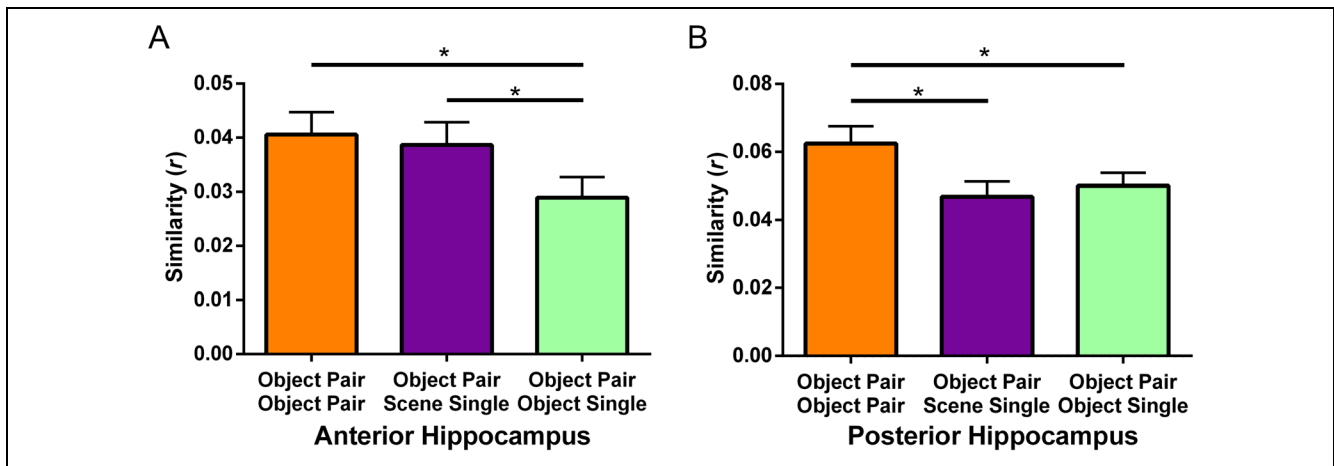 A
*
*
Similarity (r)
0.05
0.04
0.03
0.02
0.01
0.00
Object Pair Object Pair Object Pair
Object Pair Scene Single Object Single
Anterior Hippocampus
B
*
*
Similarity (r)
0.08
0.06
0.04
0.02
0.00
Object Pair Object Pair Object Pair
Object Pair Scene Single Object Single
Posterior Hippocampus